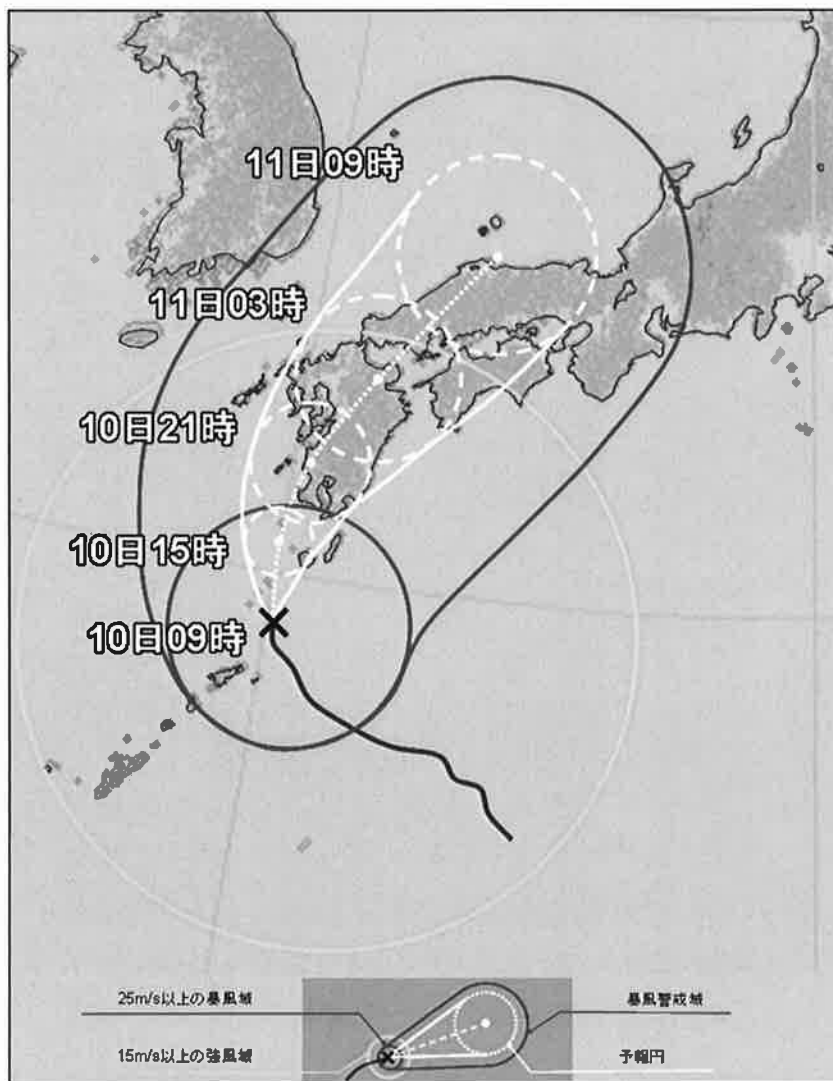 11日09時
11日03時
10日21時
10日15時
10日09時
25m/s以上の暴風域
暴風警戒域
15m/s以上の強風域
予報円